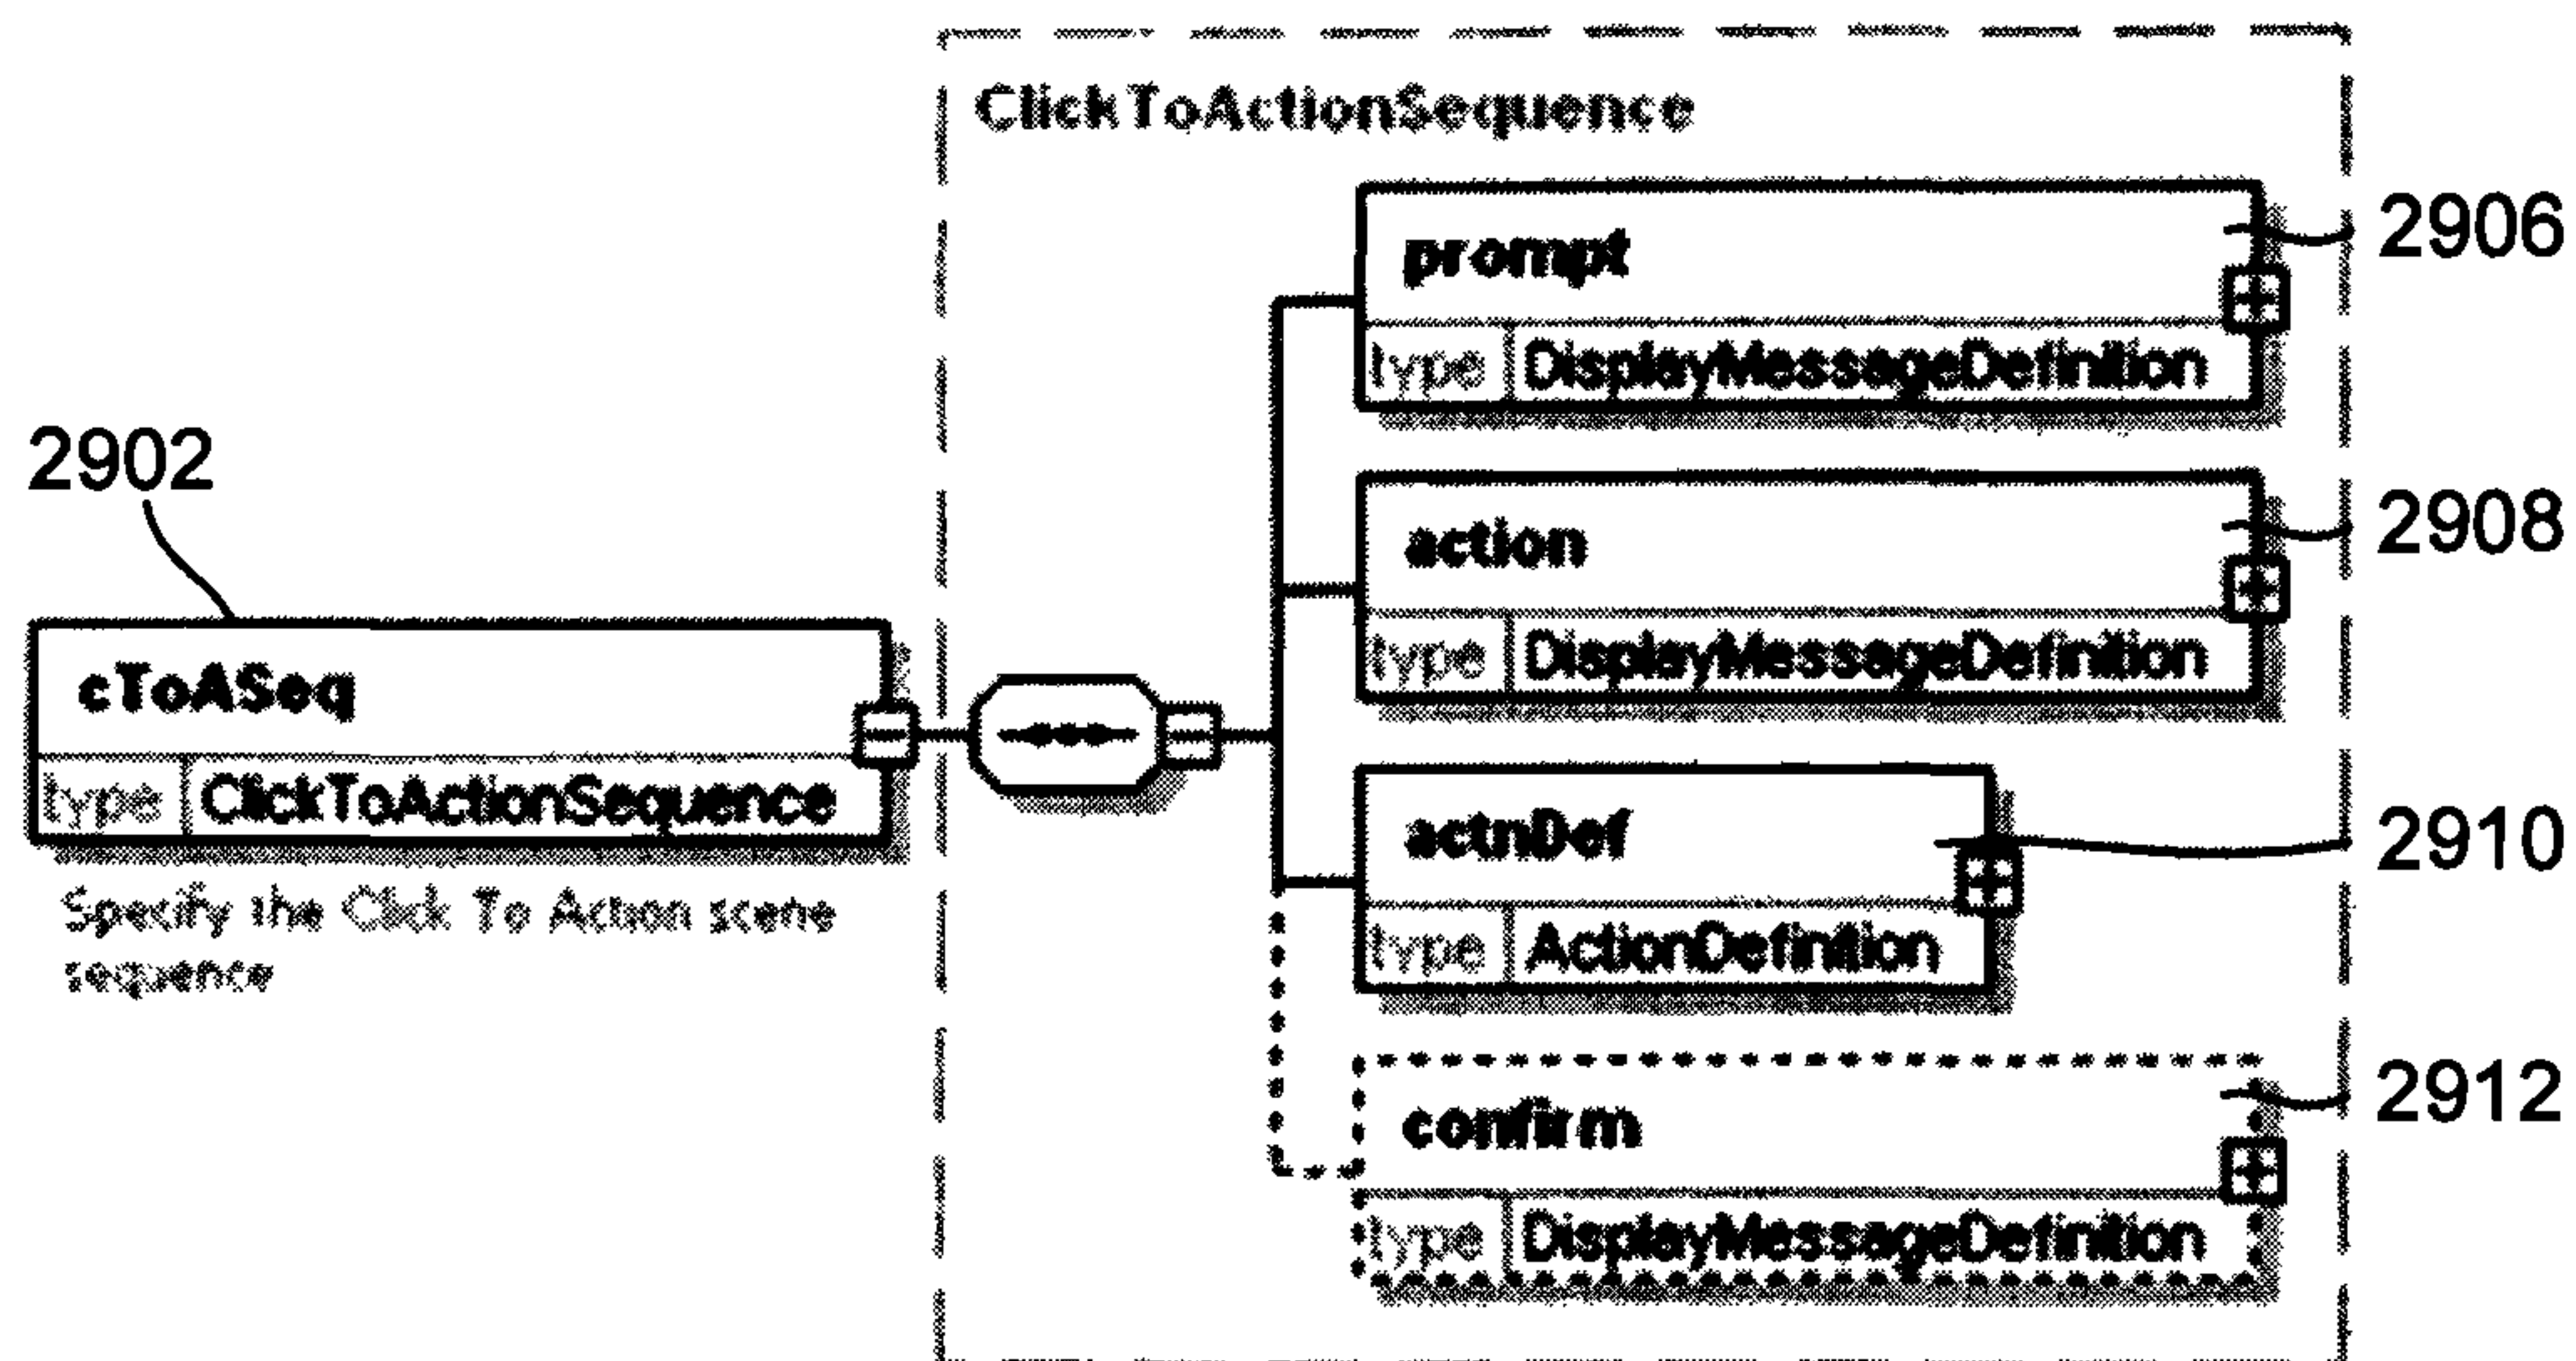 ClickToActionSequence
prompt
2906
type DisplayMessageDefinition
2902
action
2908
type DisplayMessageDefinition
cToASeq
type ClickToActionSequence
Specify the Click To Action scene
sequence
actnDef
2910
type ActionDefinition
confirm
2912
type DisplayMessageDefinition